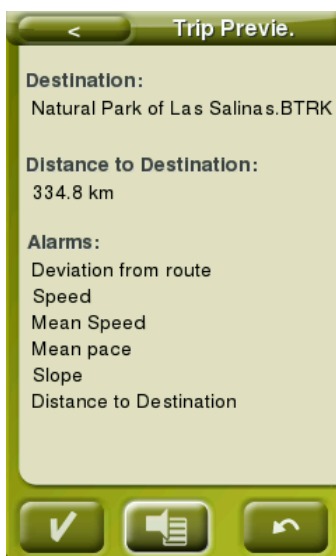 <
Trip Previe.
Destination:
Natural Park of Las Salinas.BTRK
Distance to Destination:
334.8 km
Alarms:
Deviation from route
Speed
Mean Speed
Mean pace
Slope
Distance to Destination